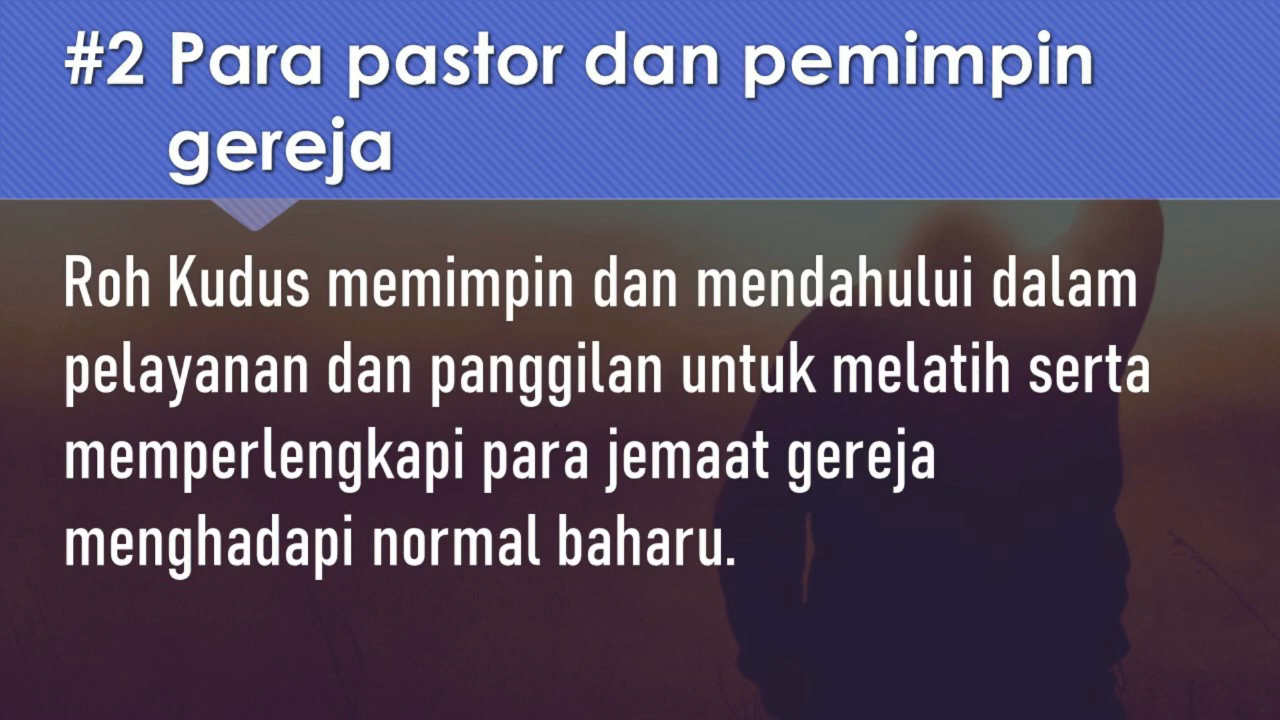 #2 Para pastor dan pemimpin
gereja
Roh Kudus memimpin dan mendahului dalam
pelayanan dan panggilan untuk melatih serta
memperlengkapi para jemaat gereja
menghadapi normal baharu.